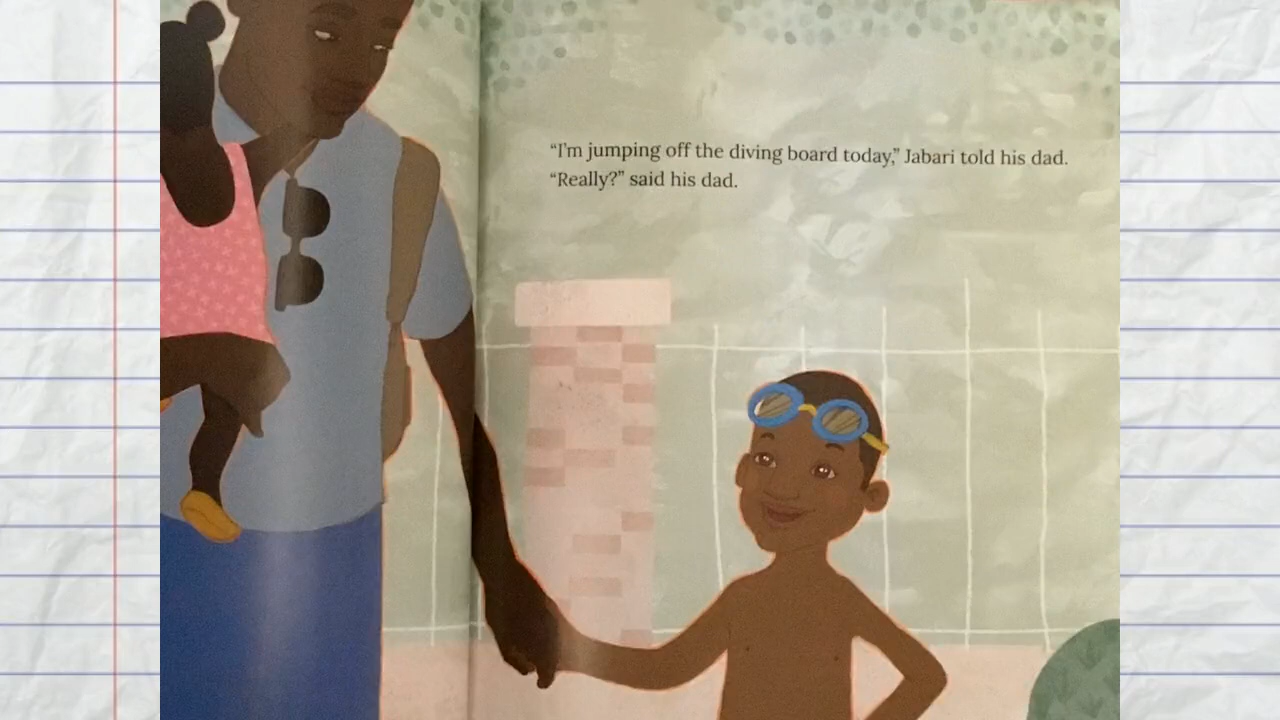 “I’m jumping off the diving board today,” Jabari told his dad.
“Really?” said his dad.